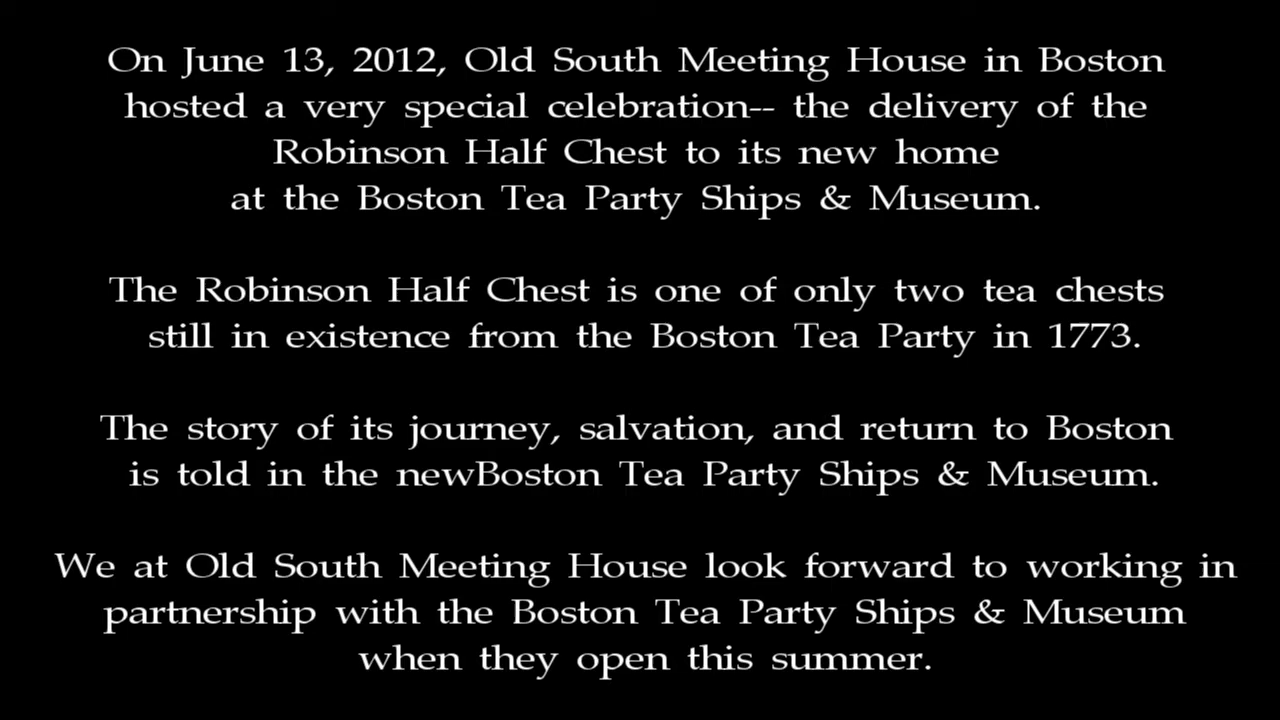 On June 13, 2012, Old South Meeting House in Boston
hosted a very special celebration-- the delivery of the
Robinson Half Chest to its new home
at the Boston Tea Party Ships & Museum.
The Robinson Half Chest is one of only two tea chests
still in existence from the Boston Tea Party in 1773.
The story of its journey, salvation, and return to Boston
is told in the newBoston Tea Party Ships & Museum.
We at Old South Meeting House look forward to working in
partnership with the Boston Tea Party Ships & Museum
when they open this summer.